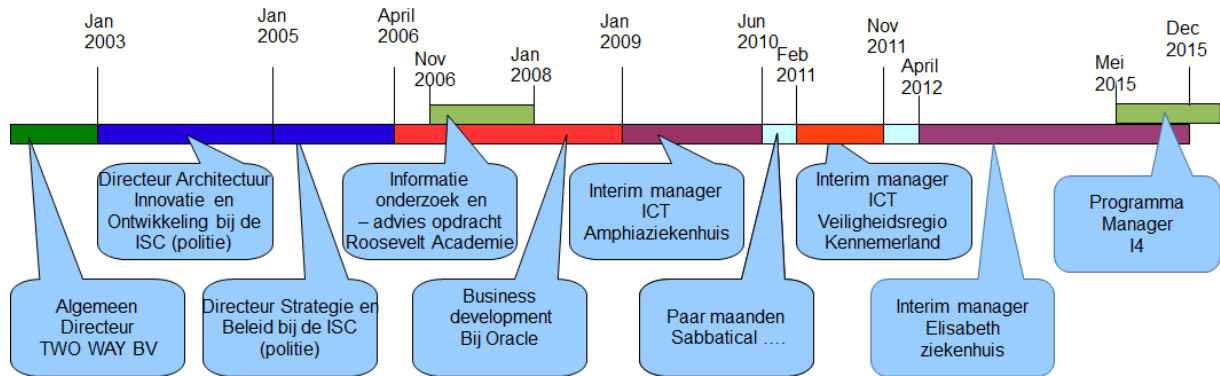 Jan
2003
Jan
2005
April
2006
Nov
2006
Jan
2008
Jan
2009
Jun
2010
Feb
2011
Nov
2011
April
2012
Mei
2015
Dec
2015
Directeur Architectuur
Innovatie en
Ontwikkeling bij de
ISC (politie)
Informatie
onderzoek en
– advies opdracht
Roosevelt Academie
Interim manager
ICT
Amphiaziekenhuis
Interim manager
ICT
Veiligheidsregio
Kennemerland
Programma
Manager
I4
Algemeen
Directeur
TWO WAY BV
Directeur Strategie en
Beleid bij de ISC
(politie)
Business
development
Bij Oracle
Paar maanden
Sabbatical ....
Interim manager
Elisabeth
ziekenhuis